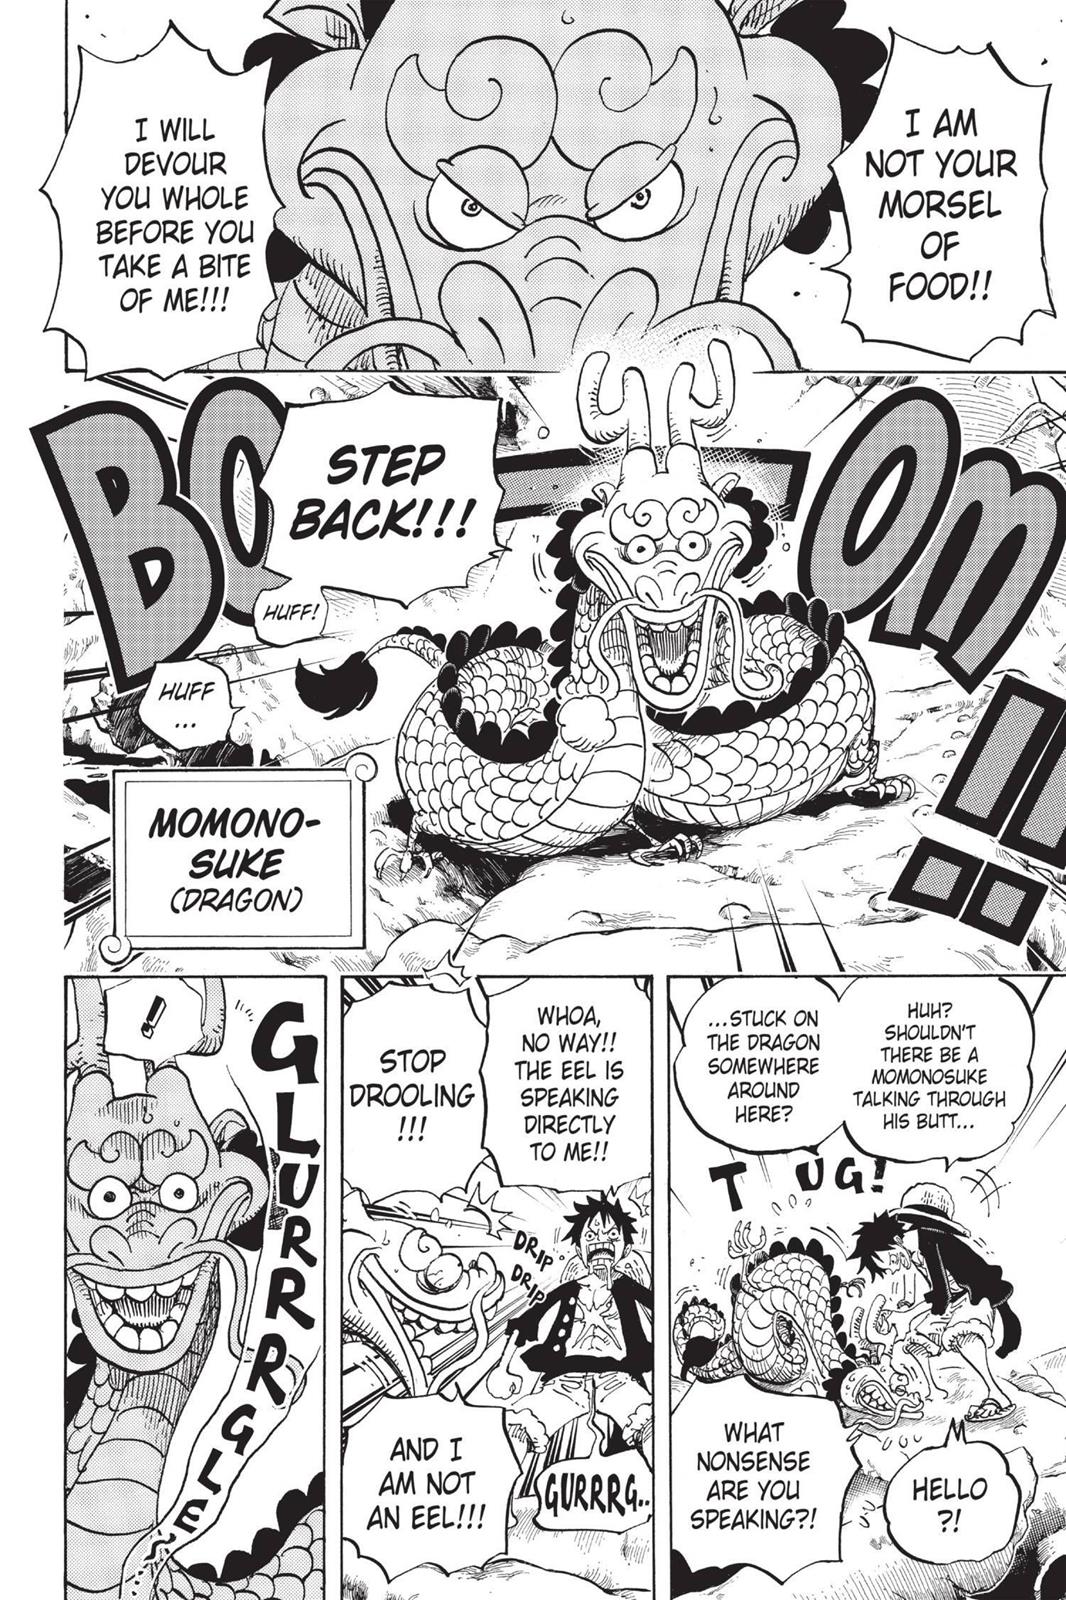 I AM
NOT YOUR
MORSEL
OF
FOOD!!
I WILL
DEVOUR
YOU WHOLE
BEFORE YOU
TAKE A BITE
OF ME!!!
STEP
BACK!!!
HUFF!
HUFF
...
BOOM!!
MOMONO-
SUKE
(DRAGON)
HUH?
SHOULDN'T
THERE BE A
MOMONOSUKE
TALKING THROUGH
HIS BUTT...
...STUCK ON
THE DRAGON
SOMEWHERE
AROUND
HERE?
TUG!
HELLO
?!
WHAT
NONSENSE
ARE YOU
SPEAKING?!
WHOA,
NO WAY!!
THE EEL IS
SPEAKING
DIRECTLY
TO ME!!
STOP
DROOLING
!!!
DRIP
DRIP
GURRRG..
AND I
AM NOT
AN EEL!!!
!
GLURRRGLE~